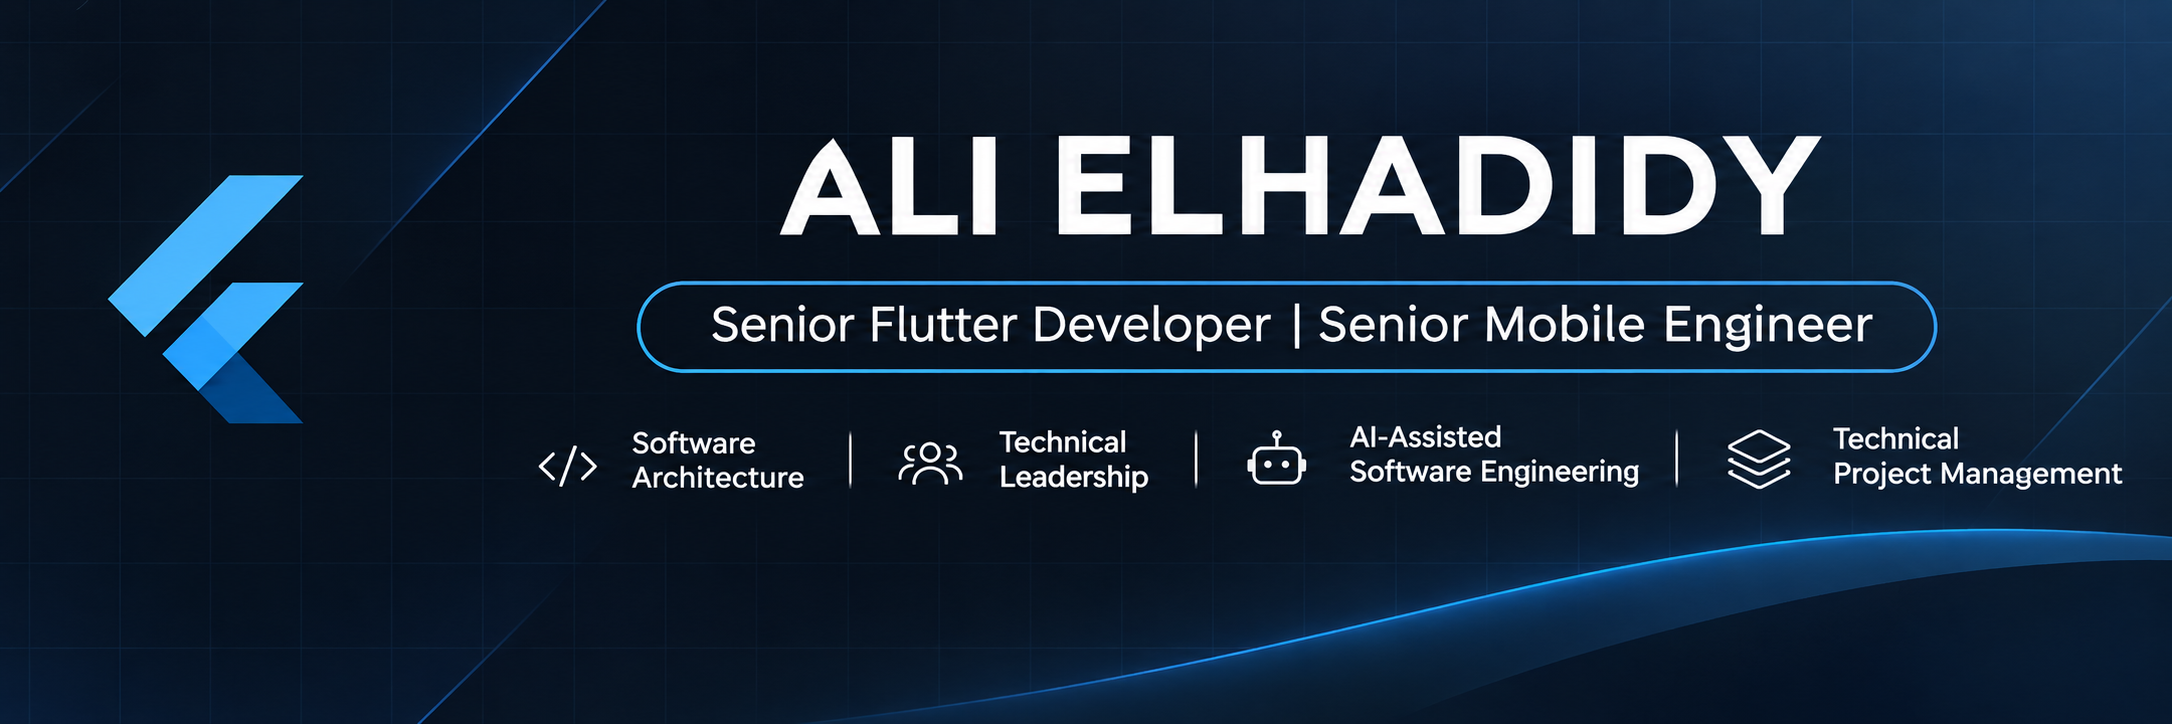 ALI ELHADIDY
Senior Flutter Developer | Senior Mobile Engineer
Software
Architecture
Technical
Leadership
AI-Assisted
Software Engineering
Technical
Project Management